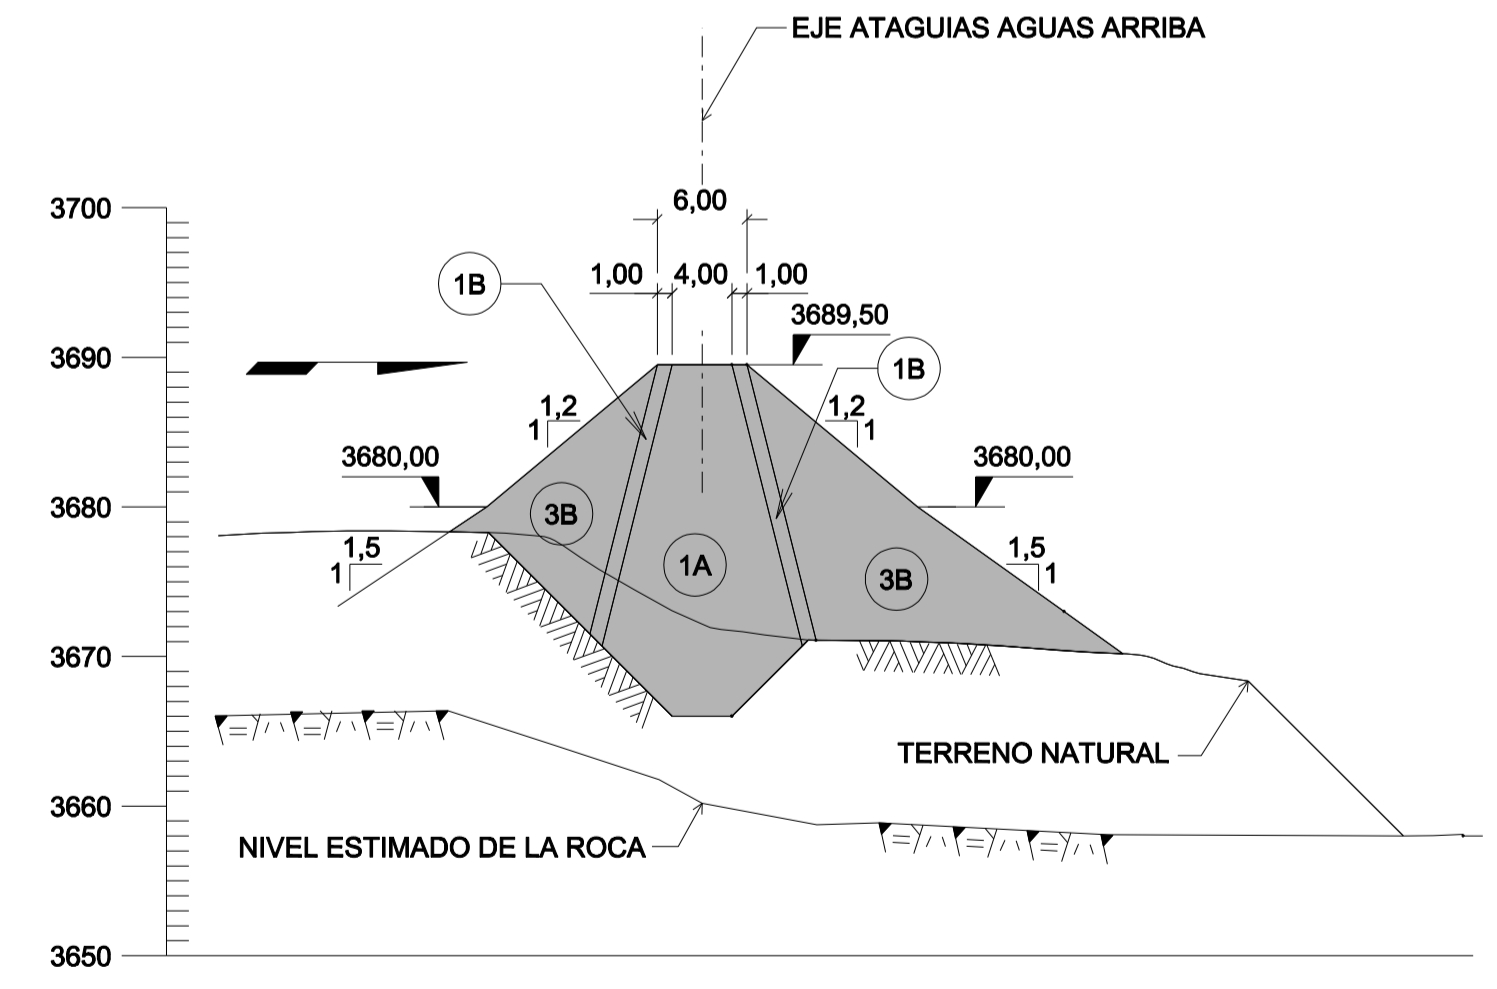 EJE ATAGUIAS AGUAS ARRIBA
3700
6,00
1B
1,00 4,00 1,00
3689,50
3690
1B
1,2
1
1,2
1
3680,00
3680,00
3680
3B
1,5
1
1A
3B
1,5
1
3670
TERRENO NATURAL
3660
NIVEL ESTIMADO DE LA ROCA
3650